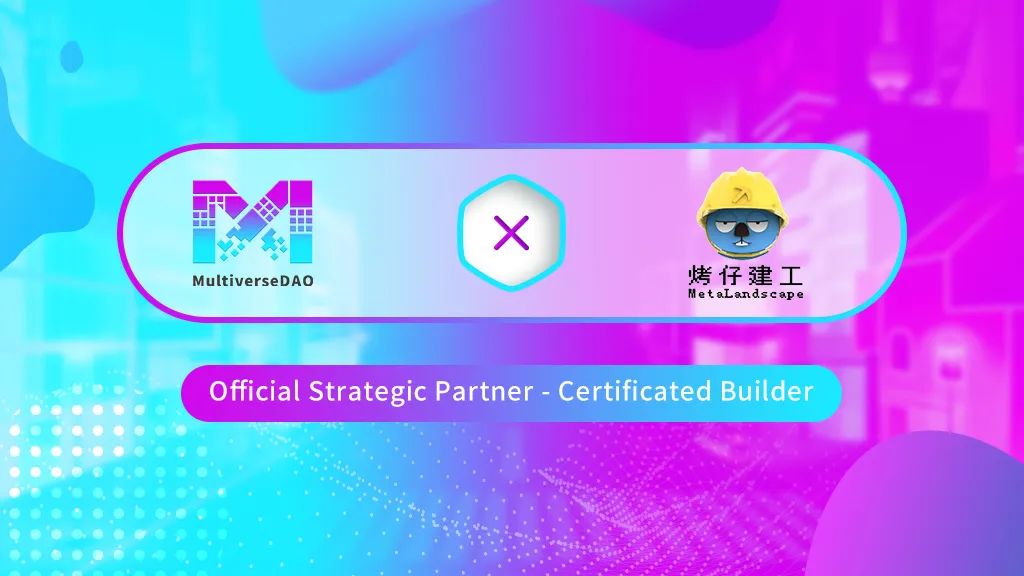 MultiverseDAO
烤仔建工
MetaLandscape
Official Strategic Partner - Certificated Builder